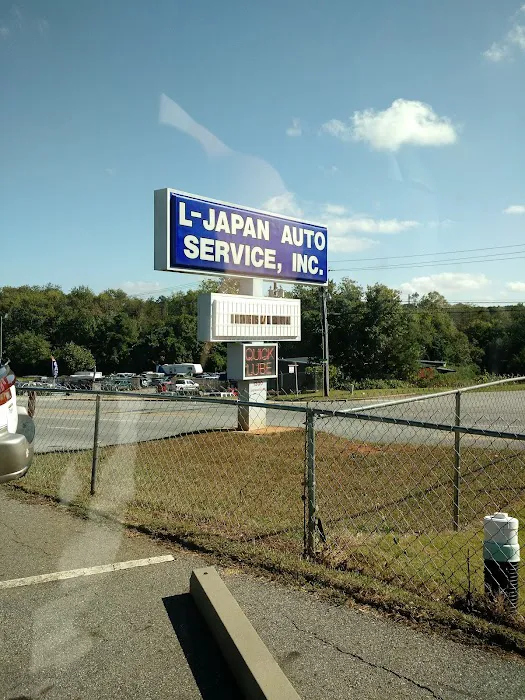 L-JAPAN AUTO
SERVICE, INC.
QUICK
LUBE